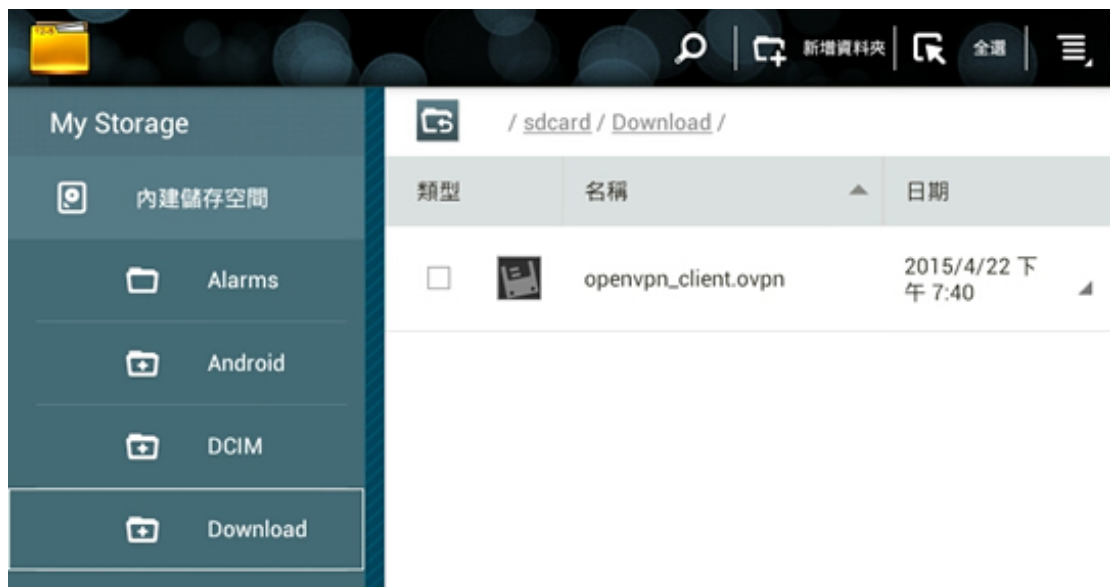 新增資料夾
全選
My Storage
/ sdcard / Download /
內建儲存空間
類型
名稱
日期
Alarms
openvpn_client.ovpn
2015/4/22 下
午 7:40
Android
DCIM
Download